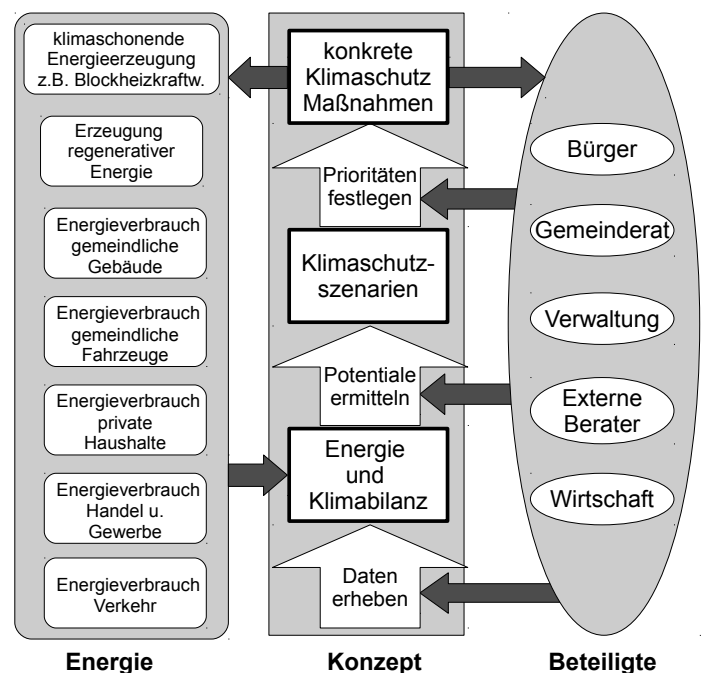 klimaschonende
Energieerzeugung
z.B. Blockheizkraftw.
Erzeugung
regenerativer
Energie
Energieverbrauch
gemeindliche
Gebäude
Energieverbrauch
gemeindliche
Fahrzeuge
Energieverbrauch
private
Haushalte
Energieverbrauch
Handel u.
Gewerbe
Energieverbrauch
Verkehr
Energie
konkrete
Klimaschutz
Maßnahmen
Prioritäten
festlegen
Klimaschutz-
szenarien
Potentiale
ermitteln
Energie
und
Klimabilanz
Daten
erheben
Konzept
Bürger
Gemeinderat
Verwaltung
Externe
Berater
Wirtschaft
Beteiligte